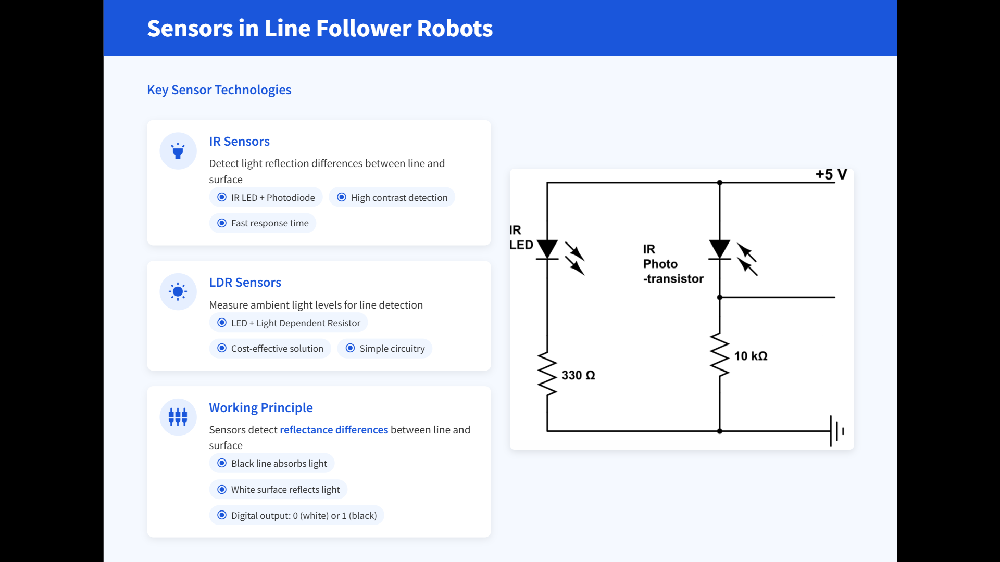 Sensors in Line Follower Robots
Key Sensor Technologies
IR Sensors
Detect light reflection differences between line and
surface
IR LED + Photodiode
High contrast detection
Fast response time
LDR Sensors
Measure ambient light levels for line detection
LED + Light Dependent Resistor
Cost-effective solution
Simple circuitry
Working Principle
Sensors detect reflectance differences between line and
surface
Black line absorbs light
White surface reflects light
Digital output: 0 (white) or 1 (black)
+5 V
IR
LED
IR
Photo
-transistor
10 kΩ
330 Ω